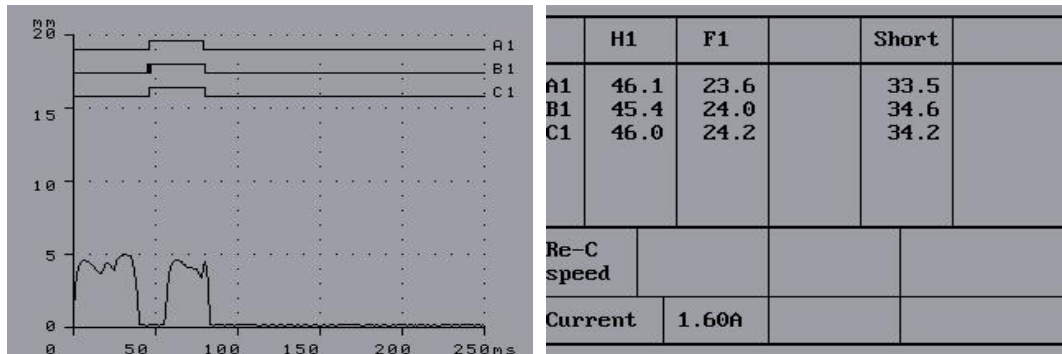 mm
20
A1
B1
C1
15
10
5
0
0 50 100 150 200 250ms
H1 F1 Short
A1 46.1 23.6 33.5
B1 45.4 24.0 34.6
C1 46.0 24.2 34.2
Re-C
speed
Current 1.60A